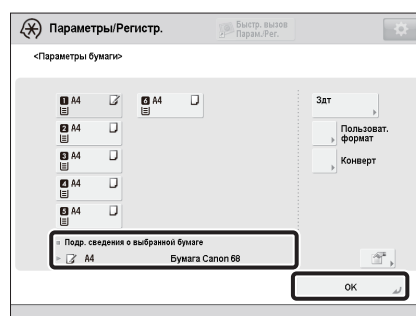 Параметры/Регистр.
Быстр. вызов
Парам./Рег.
<Параметры бумаги>
1 A4
6 A4
2 A4
3 A4
4 A4
5 A4
Здт
Пользоват.
формат
Конверт
Подр. сведения о выбранной бумаге
A4 Бумага Canon 68
OK